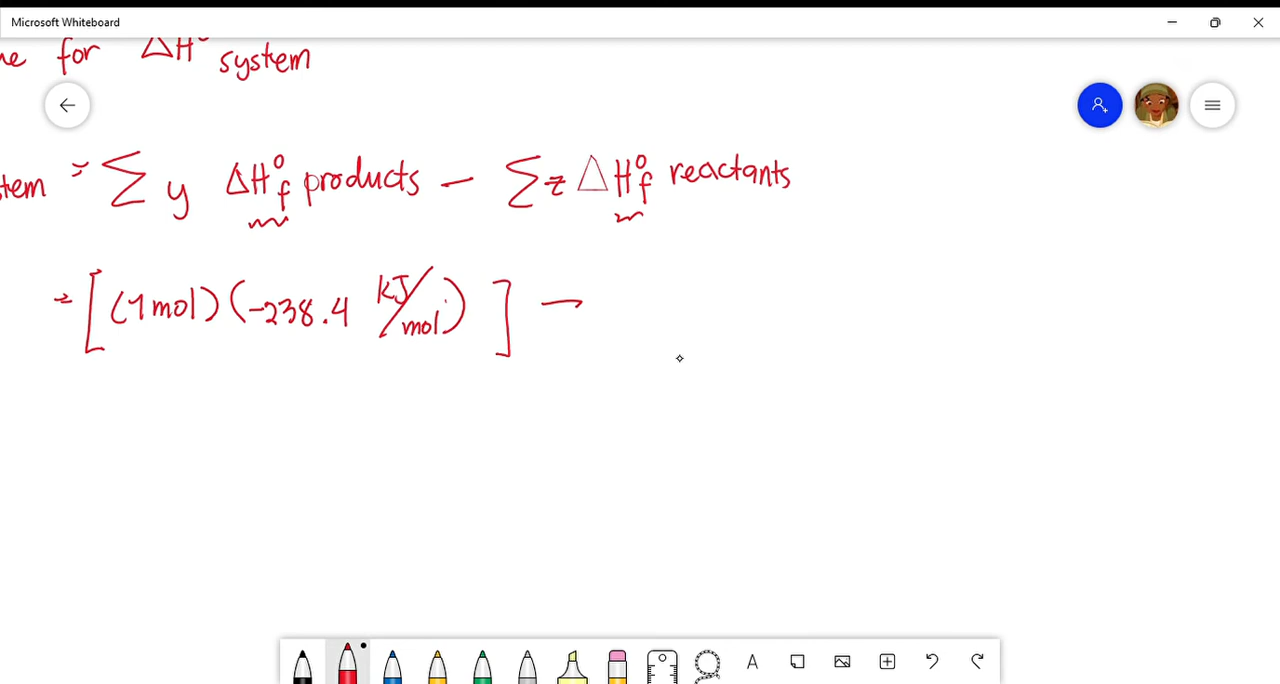 Microsoft Whiteboard
for ΔH° system
= Σ y ΔH°f products − Σ z ΔH°f reactants
= [(1 mol)(-238.4 kJ/mol)] −